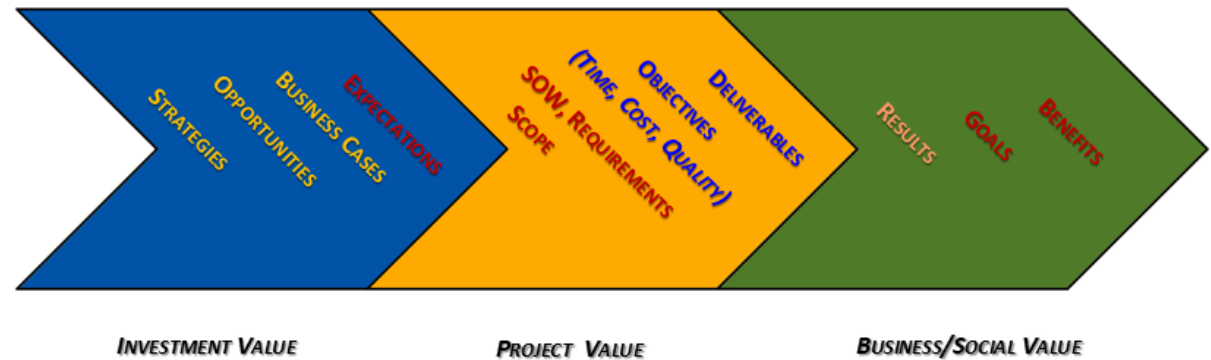 Strategies
Opportunities
Business Cases
Expectations
Scope
SOW, Requirements
(Time, Cost, Quality)
Objectives
Deliverables
Results
Goals
Benefits
Investment Value
Project Value
Business/Social Value